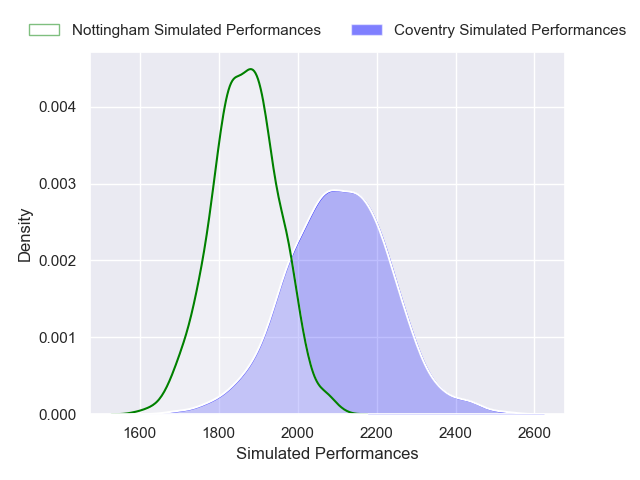 Nottingham Simulated Performances Coventry Simulated Performances
0.004
0.003
0.002
0.001
0.000
Density
1600 1800 2000 2200 2400 2600
Simulated Performances